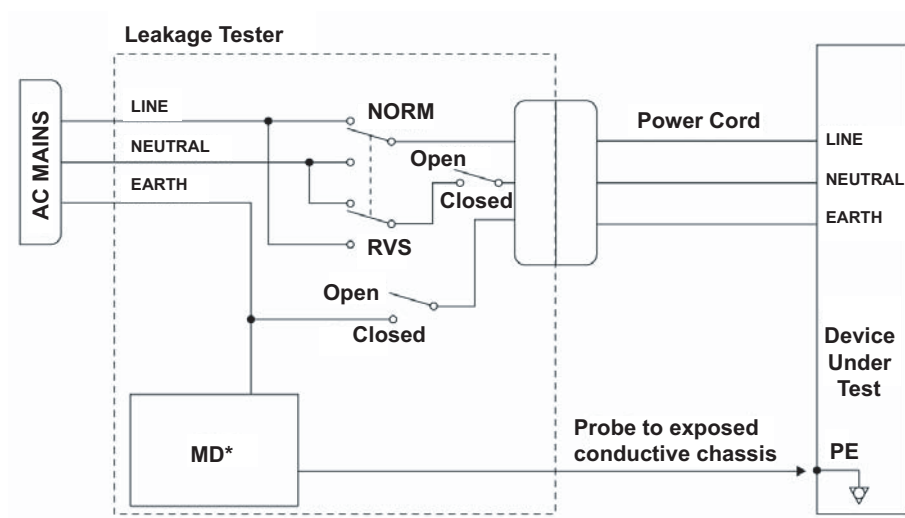 Leakage Tester
AC MAINS
LINE
NEUTRAL
EARTH
NORM
RVS
Open
Closed
Open
Closed
MD*
Power Cord
LINE
NEUTRAL
EARTH
Device
Under
Test
Probe to exposed
conductive chassis
PE